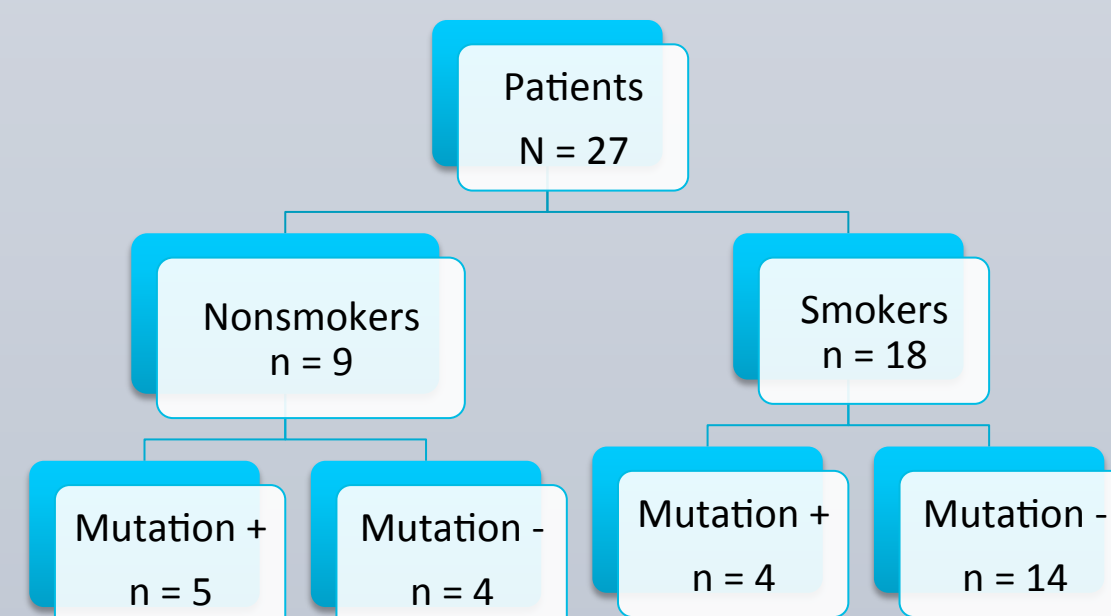 Patients
N = 27
Nonsmokers
n = 9
Smokers
n = 18
Mutation +
n = 5
Mutation -
n = 4
Mutation +
n = 4
Mutation -
n = 14